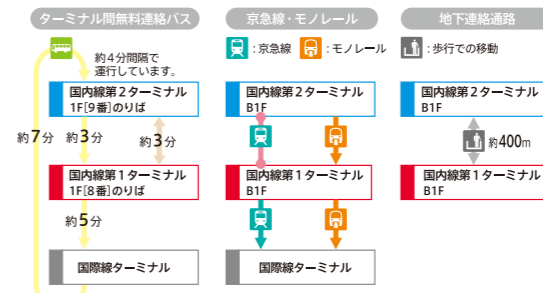 ターミナル間無料連絡バス
約4分間隔で
運行しています。
国内線第2ターミナル
1F[9番]のりば
約7分
約3分
約3分
国内線第1ターミナル
1F[8番]のりば
約5分
国際線ターミナル
京急線・モノレール
:京急線
:モノレール
国内線第2ターミナル
B1F
国内線第1ターミナル
B1F
国際線ターミナル
地下連絡通路
:歩行での移動
国内線第2ターミナル
B1F
約400m
国内線第1ターミナル
B1F